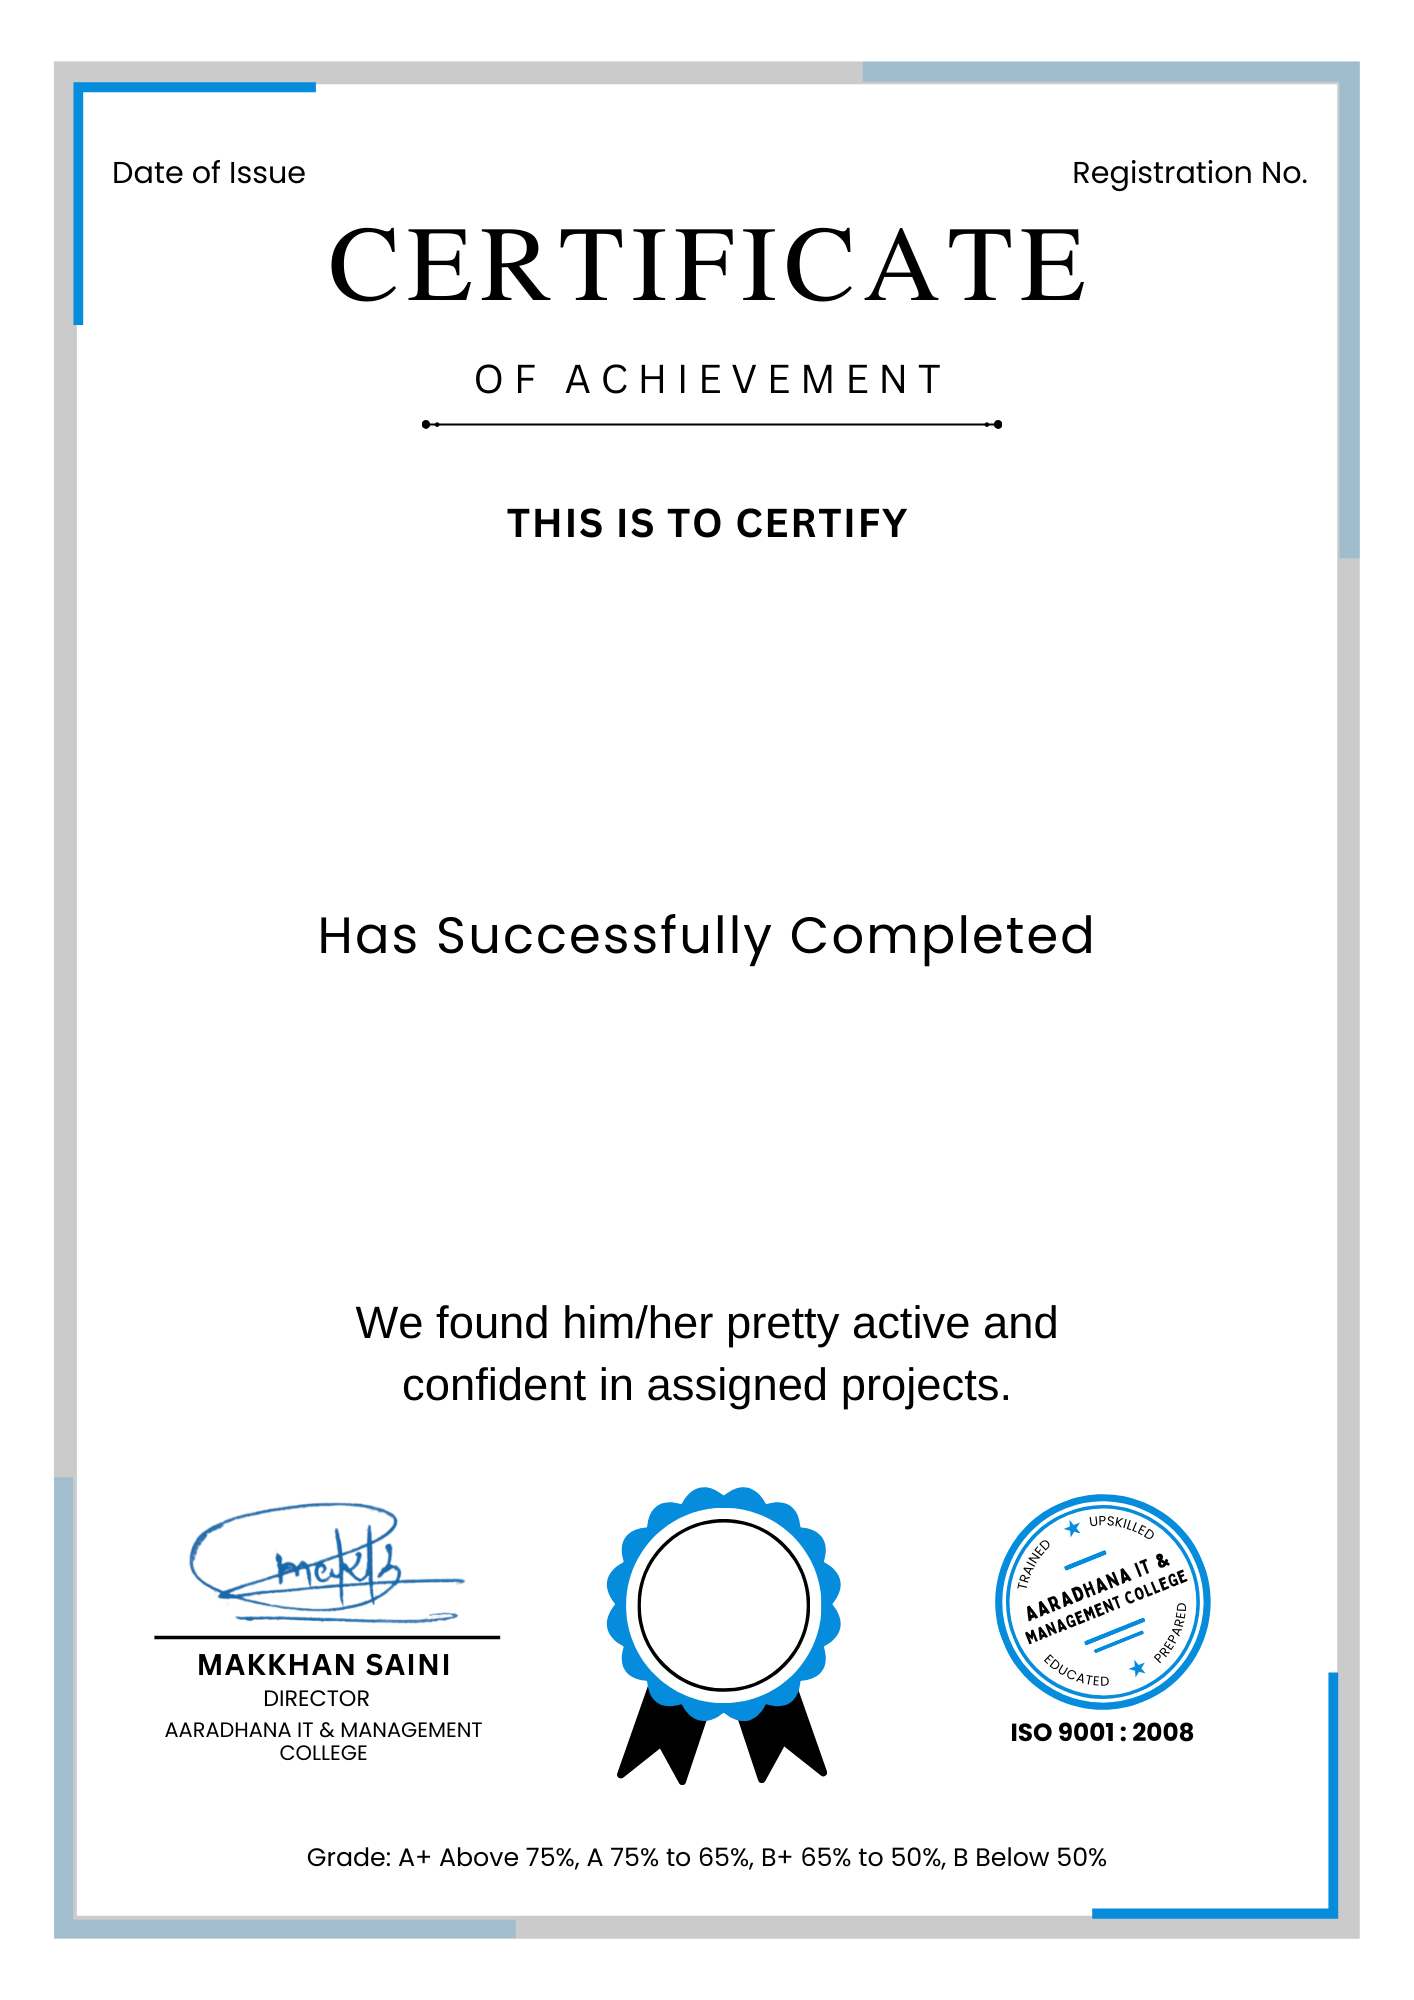 Date of Issue
Registration No.
CERTIFICATE
OF ACHIEVEMENT
THIS IS TO CERTIFY
Has Successfully Completed
We found him/her pretty active and
confident in assigned projects.
MAKKHAN SAINI
DIRECTOR
AARADHANA IT & MANAGEMENT
COLLEGE
TRAINED
UPSKILLED
AARADHANA IT &
MANAGEMENT COLLEGE
EDUCATED
PREPARED
ISO 9001 : 2008
Grade: A+ Above 75%, A 75% to 65%, B+ 65% to 50%, B Below 50%